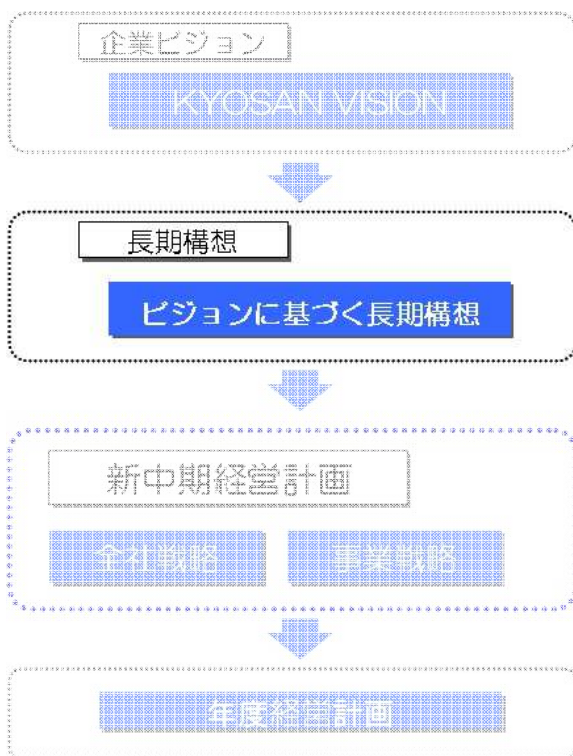 企業ビジョン
KYOSAN VISION
長期構想
ビジョンに基づく長期構想
新中期経営計画
全社戦略
事業戦略
年度経営計画